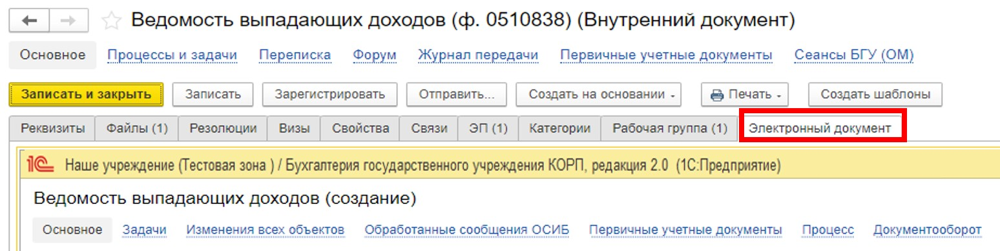 Ведомость выпадающих доходов (ф. 0510838) (Внутренний документ)
Основное Процессы и задачи Переписка Форум Журнал передачи Первичные учетные документы Сеансы БГУ (ОМ)
Записать и закрыть Записать Зарегистрировать Отправить... Создать на основании Печать Создать шаблоны
Реквизиты Файлы (1) Резолюции Визы Свойства Связи ЭП (1) Категории Рабочая группа (1) Электронный документ
1С Наше учреждение (Тестовая зона ) / Бухгалтерия государственного учреждения КОРП, редакция 2.0 (1С:Предприятие)
Ведомость выпадающих доходов (создание)
Основное Задачи Изменения всех объектов Обработанные сообщения ОСИБ Первичные учетные документы Процесс Документооборот